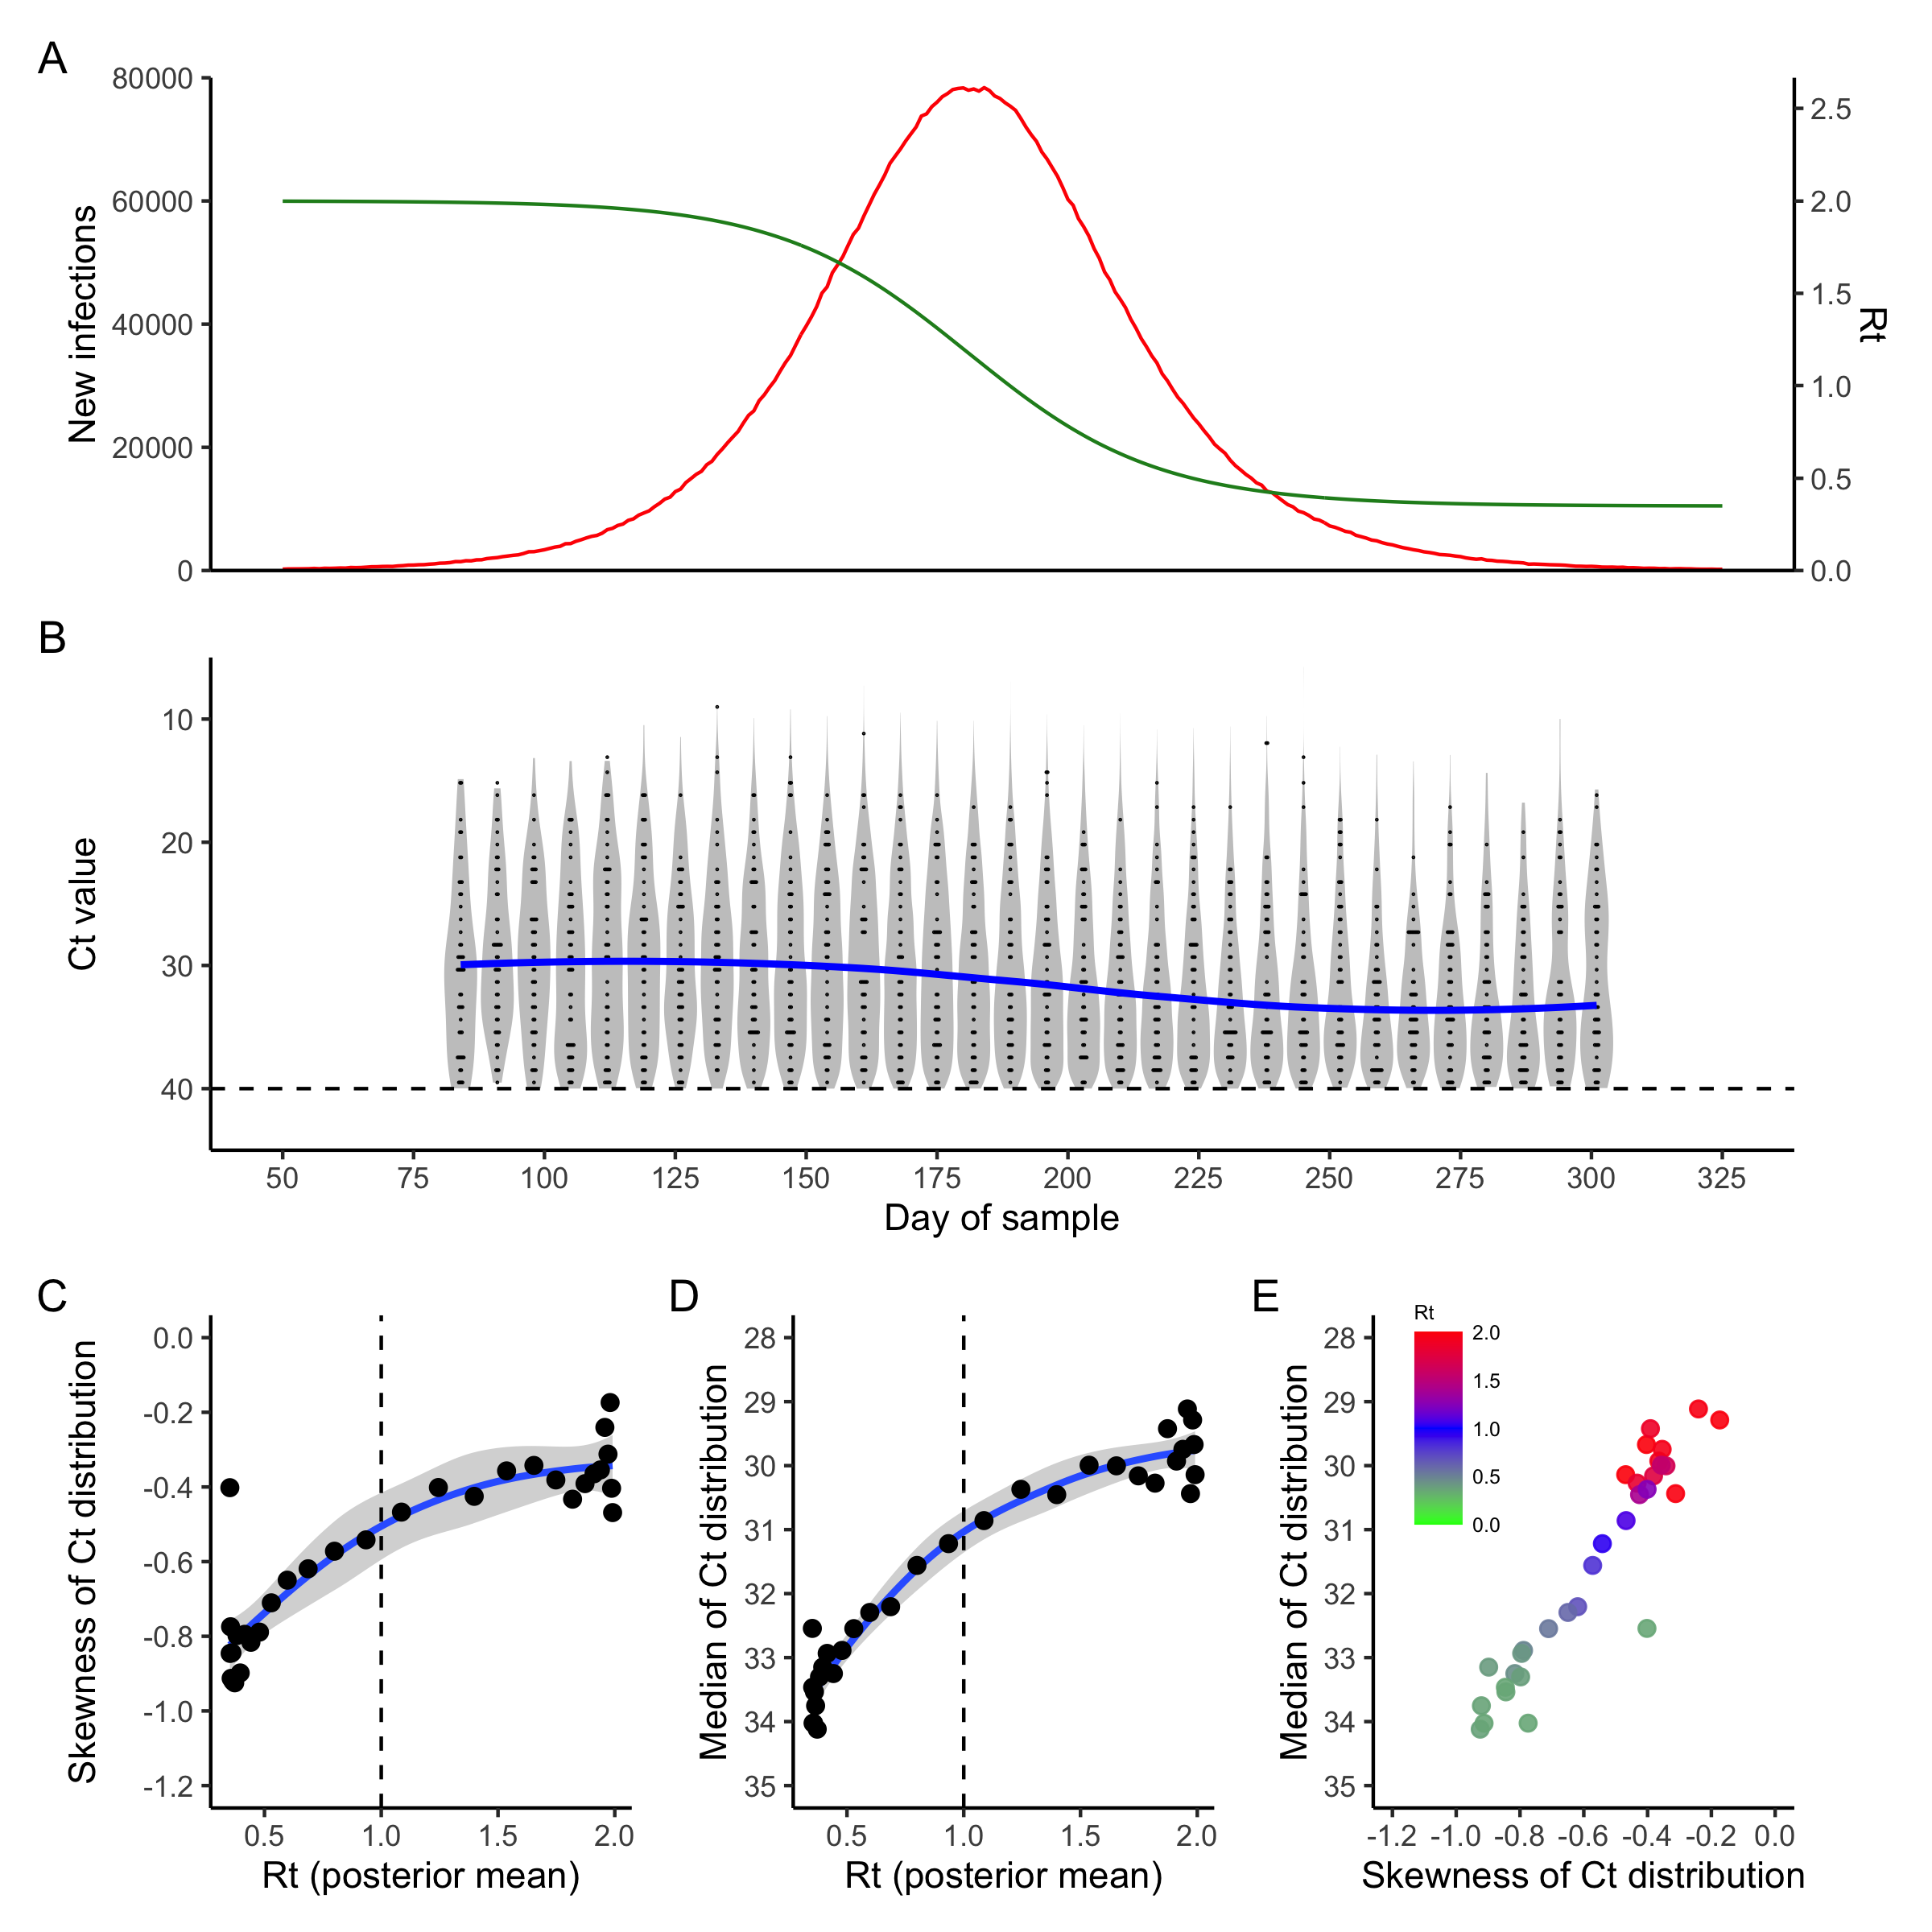 A
80000
60000
40000
20000
0
New infections
2.5
2.0
1.5
1.0
0.5
0.0
Rt
B
10
20
30
40
Ct value
50 75 100 125 150 175 200 225 250 275 300 325
Day of sample
C
0.0
-0.2
-0.4
-0.6
-0.8
-1.0
-1.2
Skewness of Ct distribution
0.5 1.0 1.5 2.0
Rt (posterior mean)
D
28
29
30
31
32
33
34
35
Median of Ct distribution
0.5 1.0 1.5 2.0
Rt (posterior mean)
E
28
29
30
31
32
33
34
35
Median of Ct distribution
Rt
2.0
1.5
1.0
0.5
0.0
-1.2 -1.0 -0.8 -0.6 -0.4 -0.2 0.0
Skewness of Ct distribution